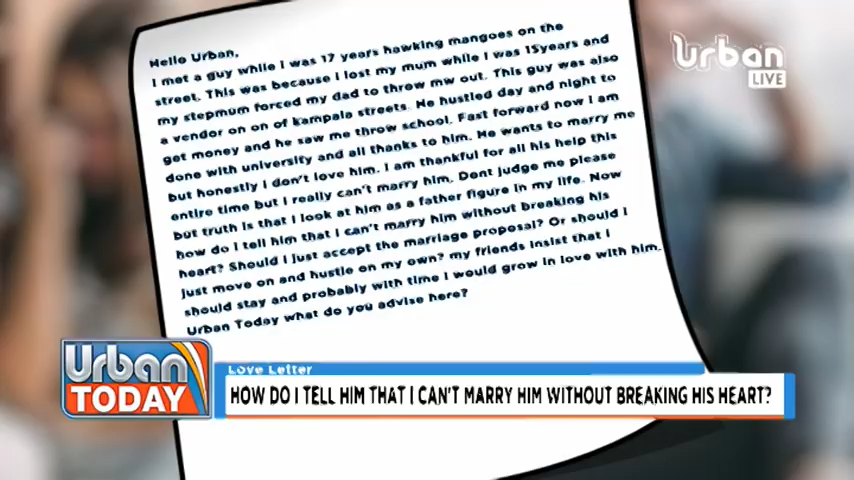 Urban
LIVE
Hello Urban,
I met a guy while I was 17 years hawking mangoes on the
street. This was because I lost my mum while I was 15years and
my stepmum forced my dad to throw mw out. This guy was also
a vendor on on of kampala streets. He hustled day and night to
get money and he saw me throw school. Fast forward now I am
done with university and all thanks to him. He wants to marry me
but honestly I don't love him. I am thankful for all his help this
entire time but I really can't marry him. Dont judge me please
but truth is that I look at him as a father figure in my life. Now
how do I tell him that I can't marry him without breaking his
heart? Should I just accept the marriage proposal? Or should I
just move on and hustle on my own? my friends insist that I
should stay and probably with time I would grow in love with him.
Urban Today what do you advise here?
Urban
TODAY
Love Letter
HOW DO I TELL HIM THAT I CAN'T MARRY HIM WITHOUT BREAKING HIS HEART?